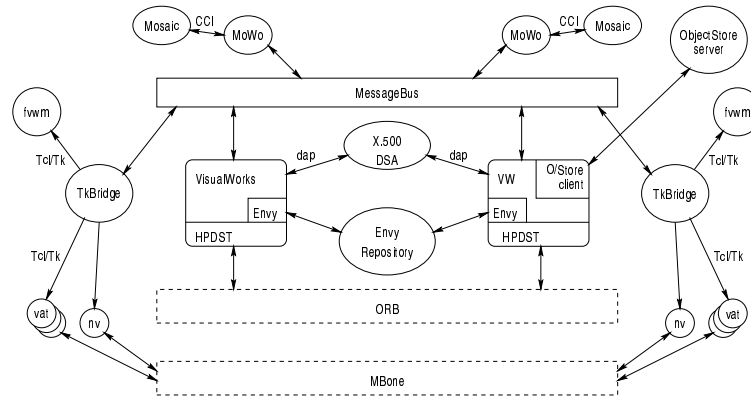 Mosaic
CCI
MoWo
MoWo
CCI
Mosaic
ObjectStore
server
MessageBus
fvwm
Tcl/Tk
TkBridge
Tcl/Tk
vat
nv
VisualWorks
Envy
HPDST
dap
X.500
DSA
dap
Envy
Repository
VW
O/Store
client
Envy
HPDST
fvwm
Tcl/Tk
TkBridge
Tcl/Tk
nv
vat
ORB
MBone